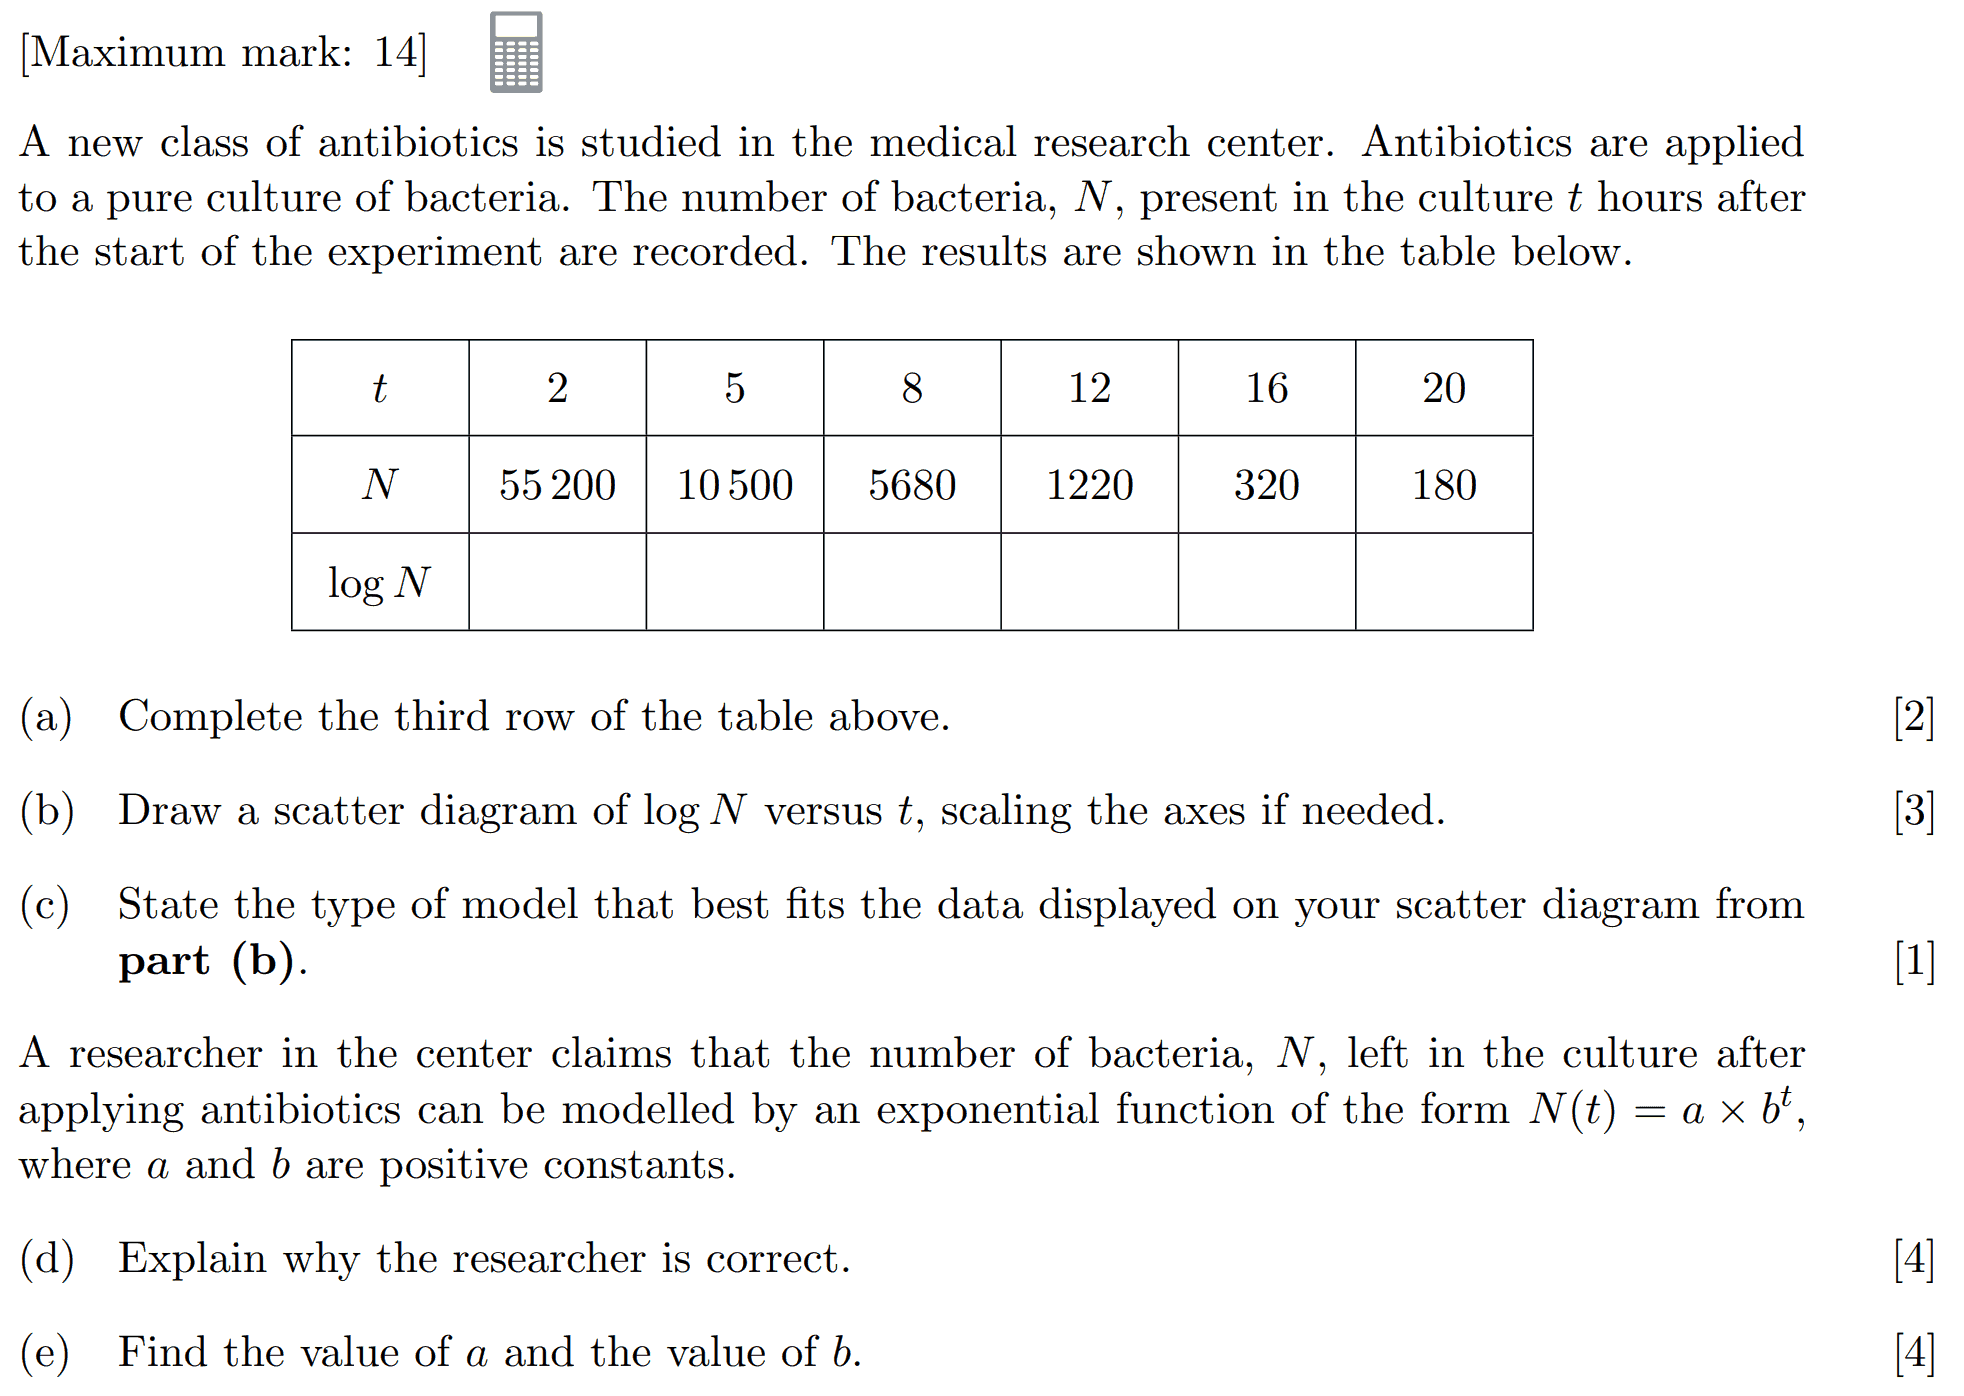 [Maximum mark: 14]
A new class of antibiotics is studied in the medical research center. Antibiotics are applied
to a pure culture of bacteria. The number of bacteria, N, present in the culture t hours after
the start of the experiment are recorded. The results are shown in the table below.
t 2 5 8 12 16 20
N 55 200 10 500 5680 1220 320 180
log N
(a) Complete the third row of the table above. [2]
(b) Draw a scatter diagram of log N versus t, scaling the axes if needed. [3]
(c) State the type of model that best fits the data displayed on your scatter diagram from
part (b). [1]
A researcher in the center claims that the number of bacteria, N, left in the culture after
applying antibiotics can be modelled by an exponential function of the form N(t) = a × bᵗ,
where a and b are positive constants.
(d) Explain why the researcher is correct. [4]
(e) Find the value of a and the value of b. [4]